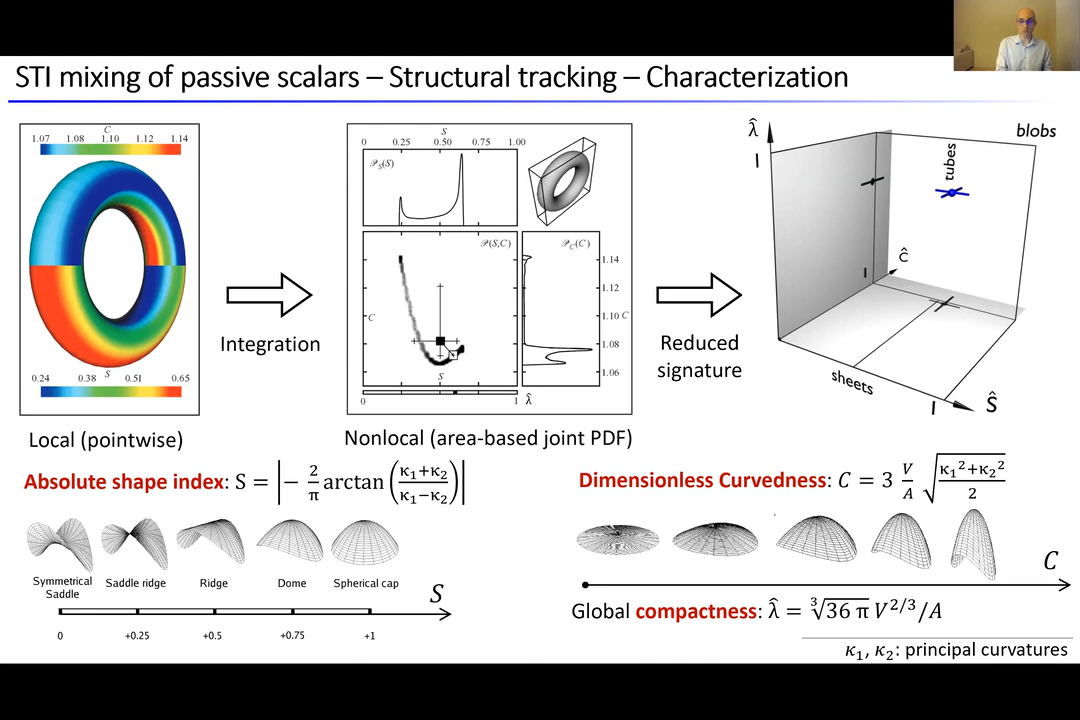 STI mixing of passive scalars – Structural tracking – Characterization
C
1.07 1.08 1.10 1.12 1.14
S
0.24 0.38 0.51 0.65
Local (pointwise)
Integration
S
0 0.25 0.50 0.75 1.00
𝒫S(S)
𝒫(S,C)
𝒫C(C)
C
S
1.14
1.12
1.10 C
1.08
1.06
0 1 λ̂
Nonlocal (area-based joint PDF)
Reduced
signature
λ̂
1
blobs
tubes
Ĉ
1
sheets
1
Ŝ
Absolute shape index: S = |− 2/π arctan((κ₁+κ₂)/(κ₁−κ₂))|
Symmetrical
Saddle
Saddle ridge
Ridge
Dome
Spherical cap
S
0 +0.25 +0.5 +0.75 +1
Dimensionless Curvedness: C = 3 V/A √((κ₁²+κ₂²)/2)
C
Global compactness: λ̂ = ∛(36 π) V^(2/3)/A
κ₁, κ₂: principal curvatures